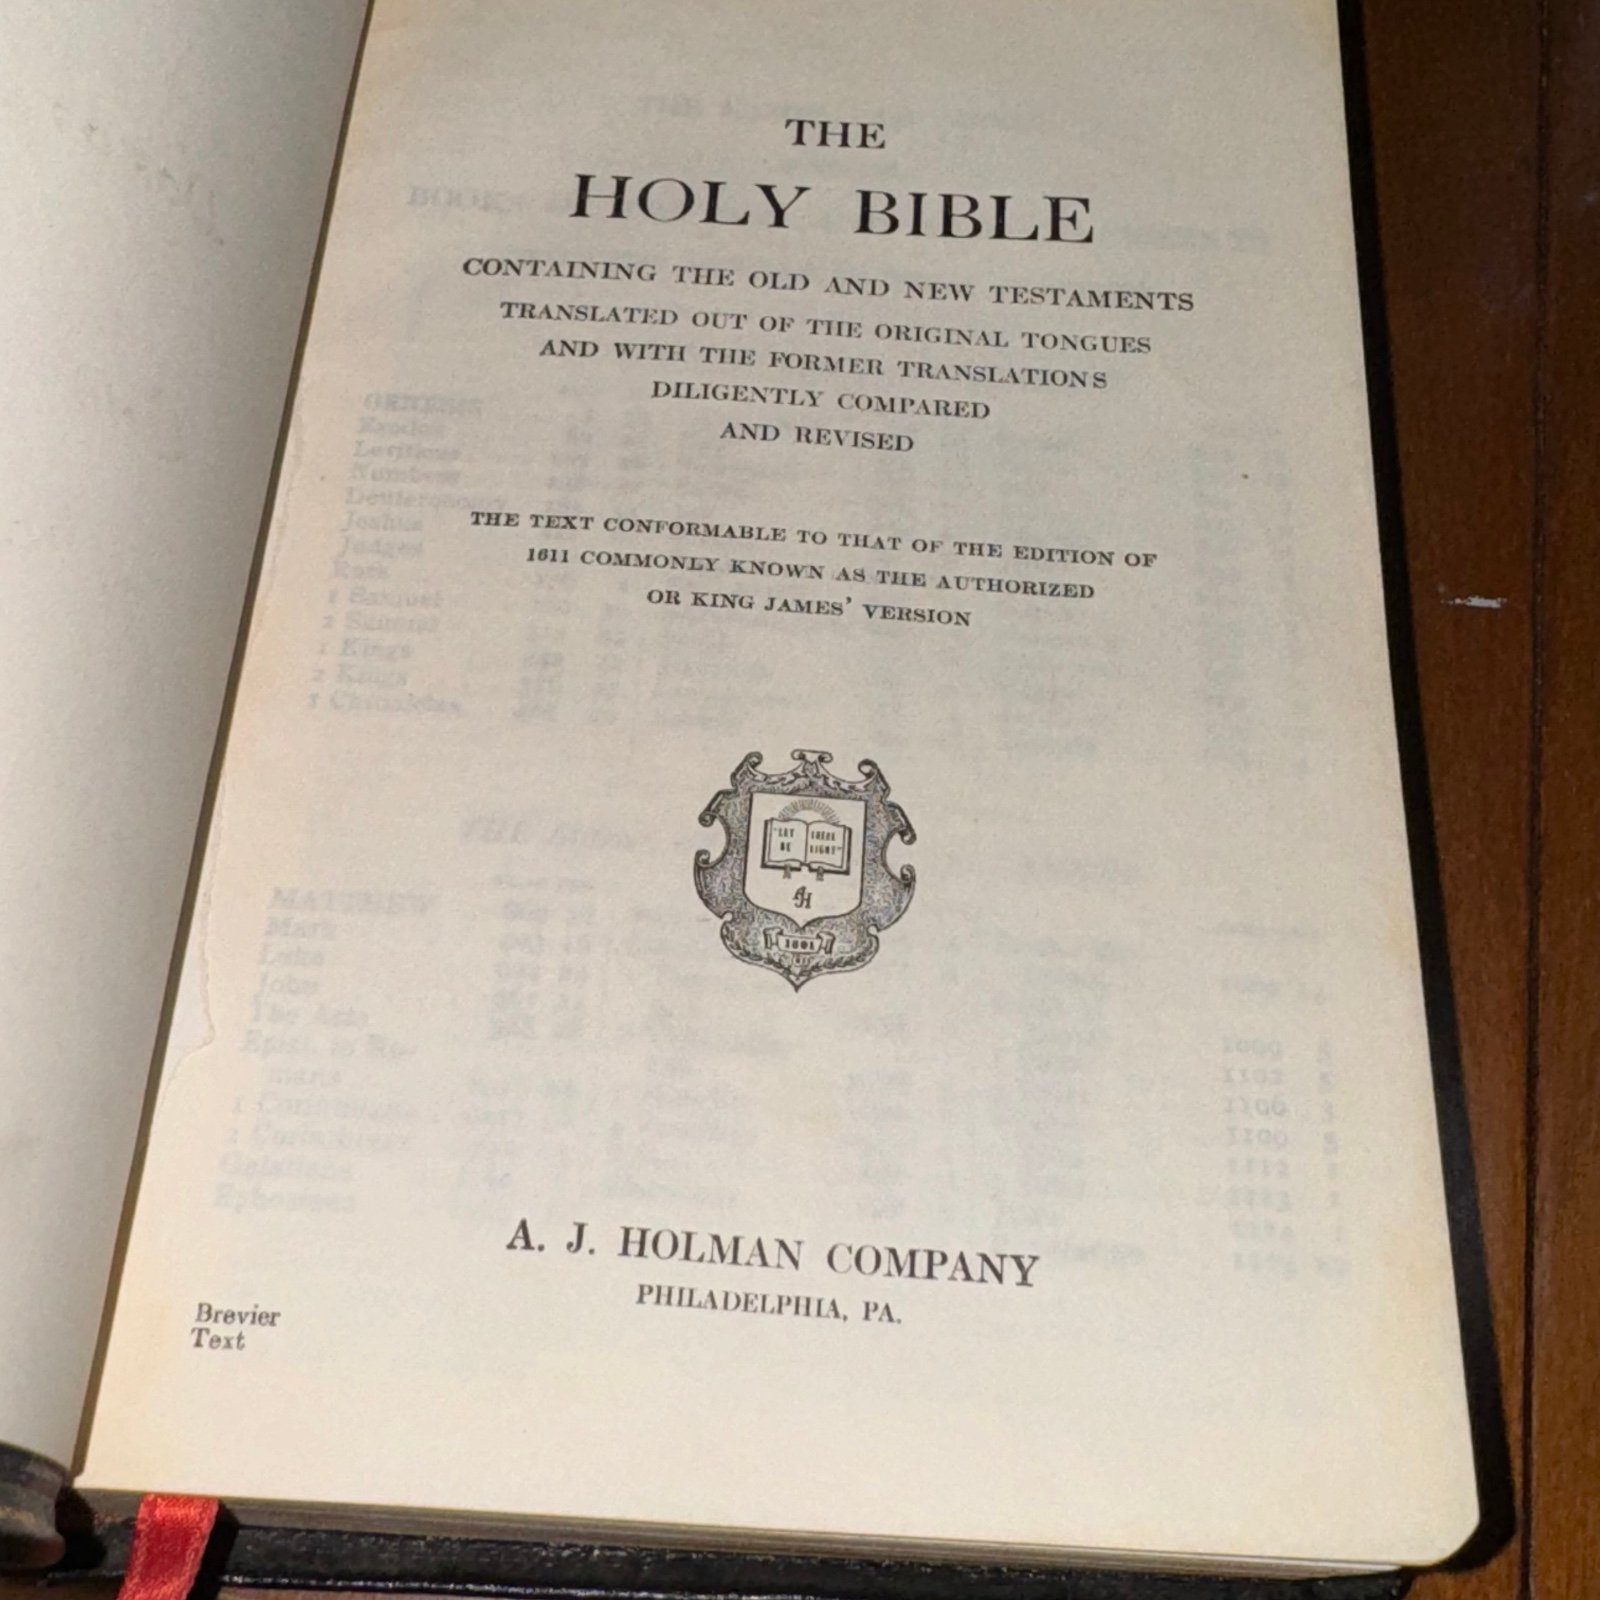 THE
HOLY BIBLE
CONTAINING THE OLD AND NEW TESTAMENTS
TRANSLATED OUT OF THE ORIGINAL TONGUES
AND WITH THE FORMER TRANSLATIONS
DILIGENTLY COMPARED
AND REVISED
THE TEXT CONFORMABLE TO THAT OF THE EDITION OF
1611 COMMONLY KNOWN AS THE AUTHORIZED
OR KING JAMES' VERSION
"LET THERE
BE LIGHT"
AJH
1801
A. J. HOLMAN COMPANY
PHILADELPHIA, PA.
Brevier
Text